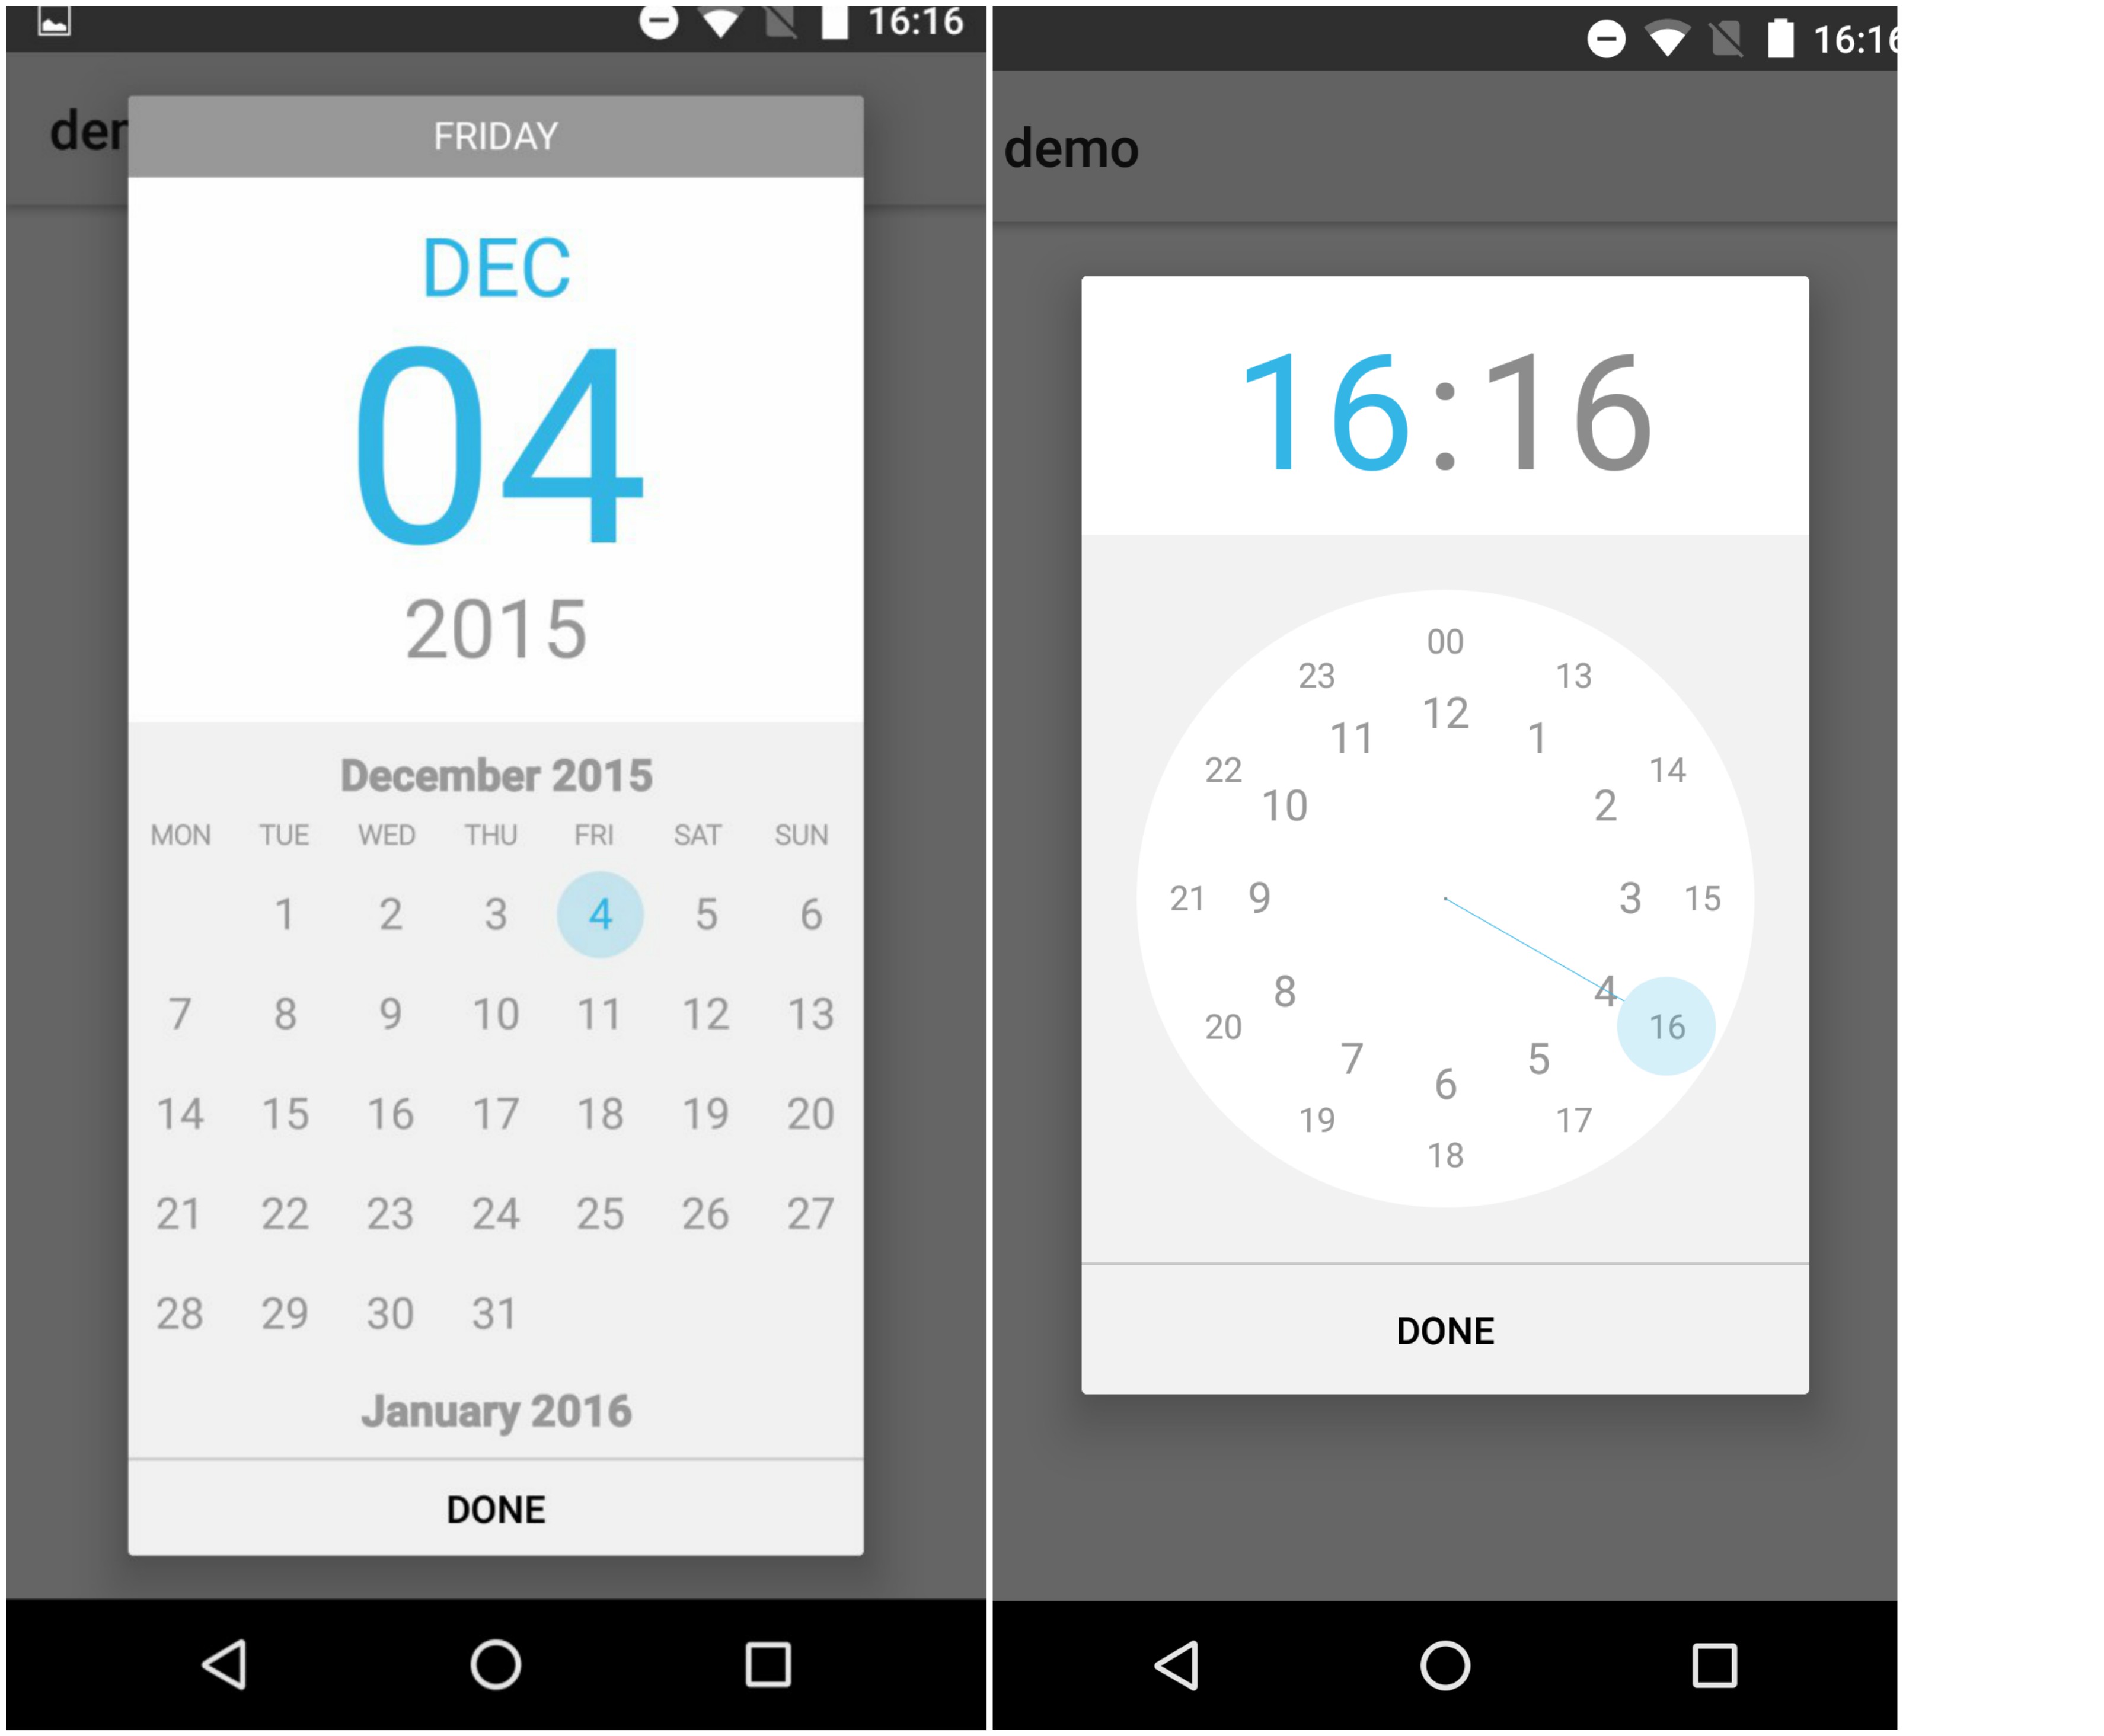 16:16
der
FRIDAY
DEC
04
2015
December 2015
MON TUE WED THU FRI SAT SUN
1 2 3 4 5 6
7 8 9 10 11 12 13
14 15 16 17 18 19 20
21 22 23 24 25 26 27
28 29 30 31
January 2016
DONE
16:16
demo
16:16
00
23 13
12
11 1
22 14
10 2
21 9 3 15
8 4
20 16
7 5
6
19 17
18
DONE